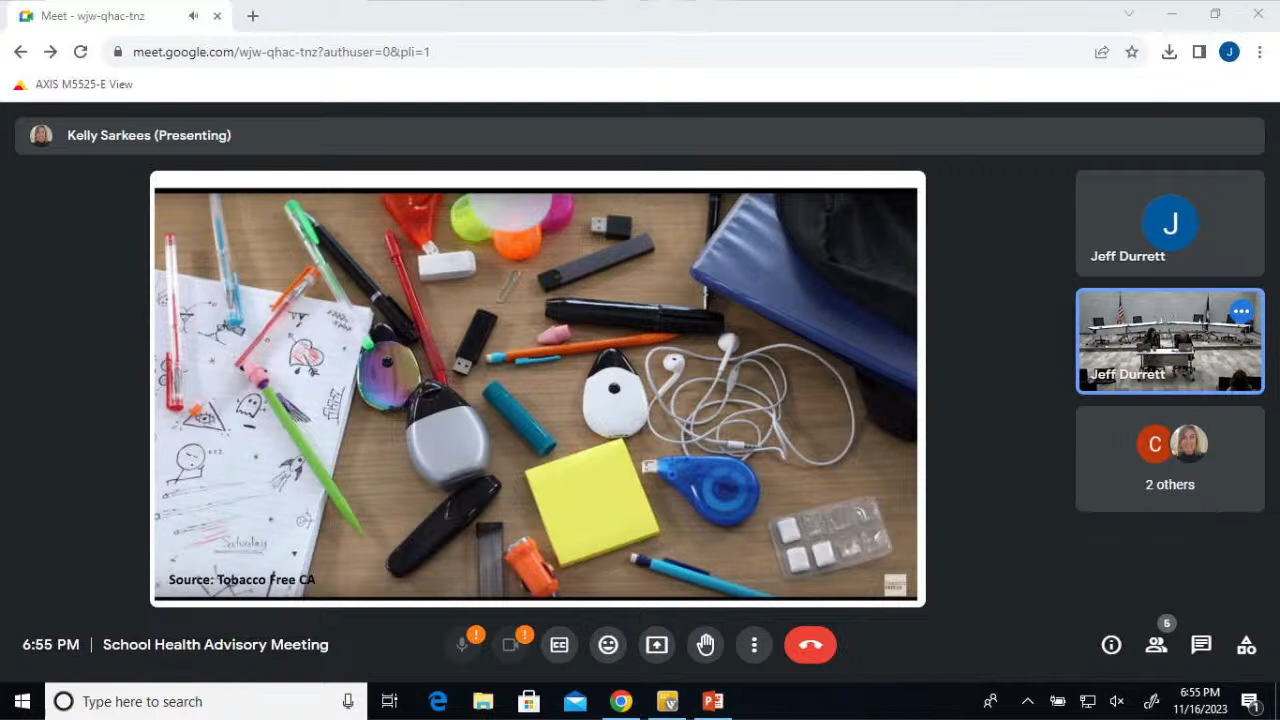 Meet - wjw-qhac-tnz
meet.google.com/wjw-qhac-tnz?authuser=0&pli=1
J
AXIS M5525-E View
Kelly Sarkees (Presenting)
J
Jeff Durrett
Jeff Durrett
C
2 others
Saturday
Source: Tobacco Free CA
6:55 PM | School Health Advisory Meeting
5
Type here to search
6:55 PM
11/16/2023
1